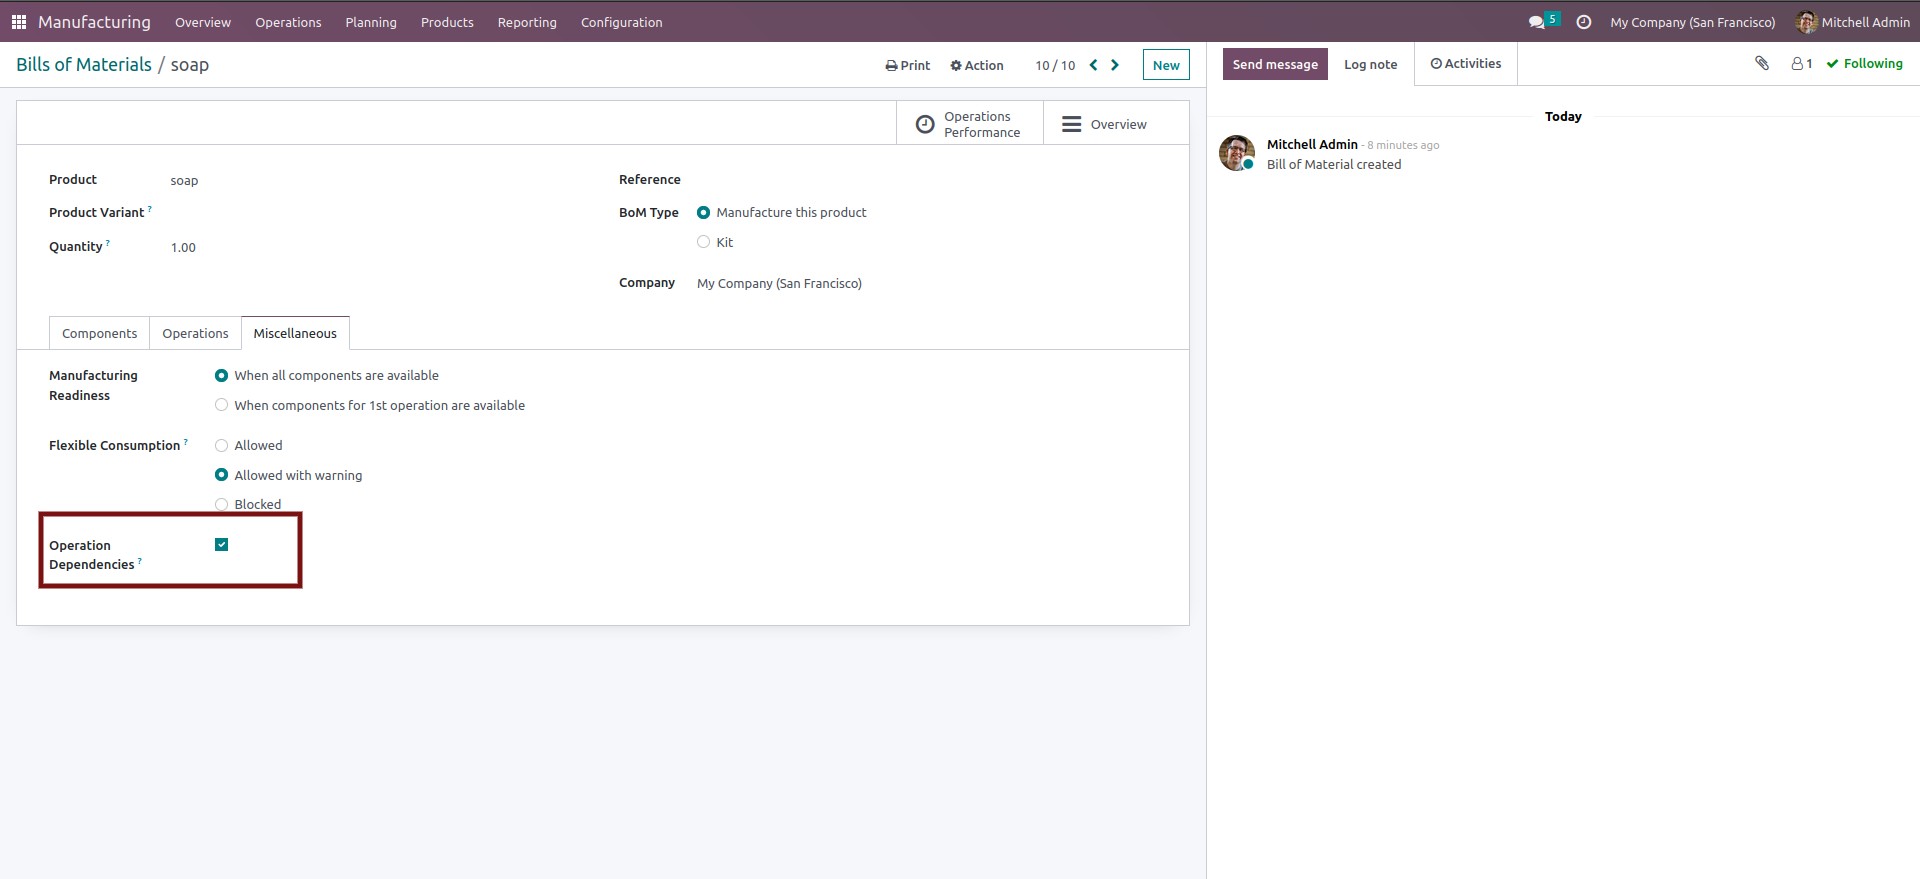 Manufacturing Overview Operations Planning Products Reporting Configuration 5 My Company (San Francisco) Mitchell Admin
Bills of Materials / soap Print Action 10 / 10 New
Send message Log note Activities 1 Following
Operations Performance
Overview
Product soap
Product Variant ?
Quantity ? 1.00
Reference
BoM Type Manufacture this product
Kit
Company My Company (San Francisco)
Components Operations Miscellaneous
Manufacturing
Readiness
When all components are available
When components for 1st operation are available
Flexible Consumption ? Allowed
Allowed with warning
Blocked
Operation
Dependencies ?
Today
Mitchell Admin - 8 minutes ago
Bill of Material created